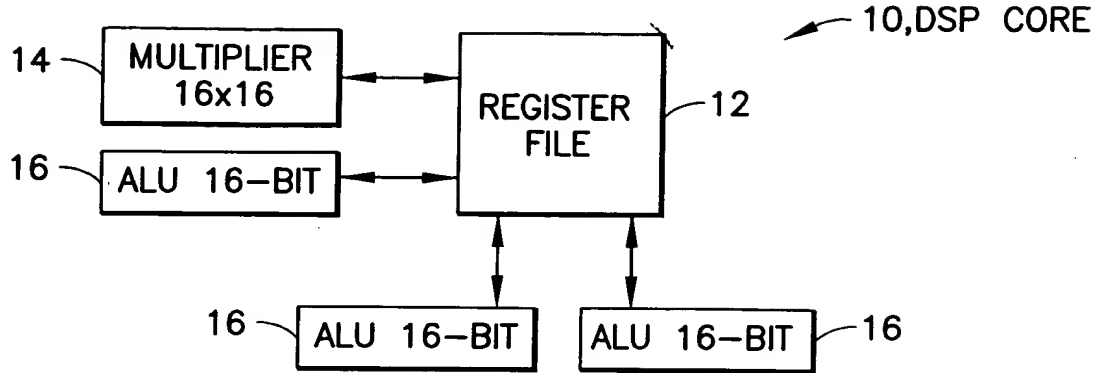 10,DSP CORE
14
MULTIPLIER
16x16
REGISTER
FILE
12
16
ALU 16-BIT
16
ALU 16-BIT
ALU 16-BIT
16